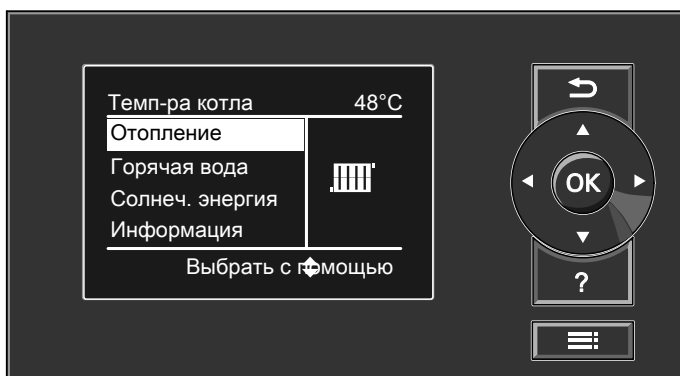 Темп-ра котла 48°C
Отопление
Горячая вода
Солнеч. энергия
Информация
Выбрать с помощью
OK
?